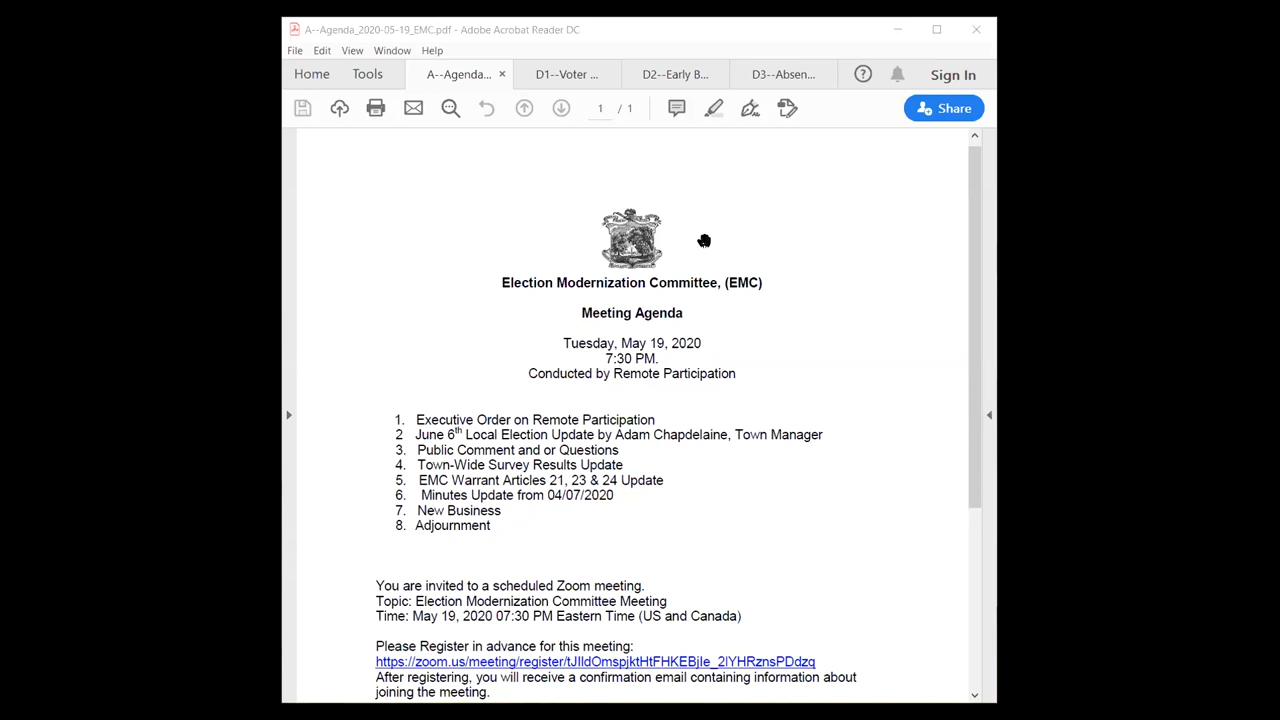 A--Agenda_2020-05-19_EMC.pdf - Adobe Acrobat Reader DC
File Edit View Window Help
Home Tools A--Agenda... × D1--Voter ... D2--Early B... D3--Absen... Sign In
1 / 1 Share
Election Modernization Committee, (EMC)
Meeting Agenda
Tuesday, May 19, 2020
7:30 PM.
Conducted by Remote Participation
1. Executive Order on Remote Participation
2 June 6th Local Election Update by Adam Chapdelaine, Town Manager
3. Public Comment and or Questions
4. Town-Wide Survey Results Update
5. EMC Warrant Articles 21, 23 & 24 Update
6. Minutes Update from 04/07/2020
7. New Business
8. Adjournment
You are invited to a scheduled Zoom meeting.
Topic: Election Modernization Committee Meeting
Time: May 19, 2020 07:30 PM Eastern Time (US and Canada)
Please Register in advance for this meeting:
https://zoom.us/meeting/register/tJIldOmspjktHtFHKEBjIe_2lYHRznsPDdzq
After registering, you will receive a confirmation email containing information about
joining the meeting.